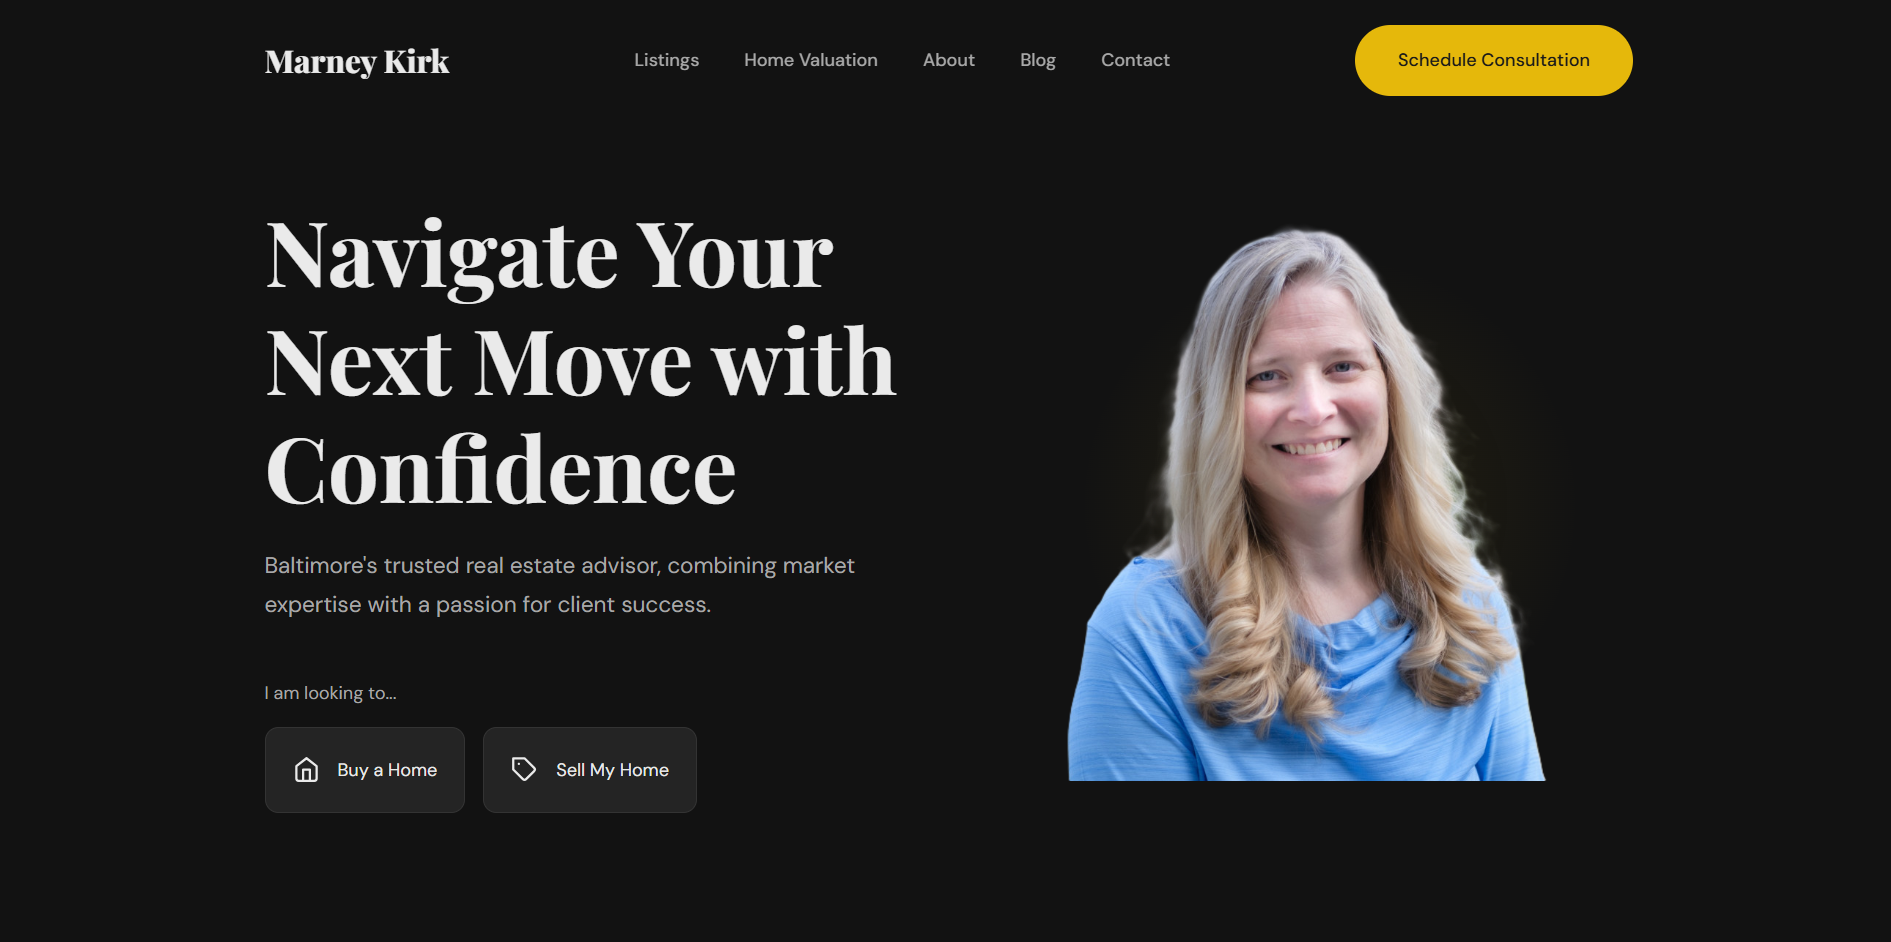 Marney Kirk
Listings
Home Valuation
About
Blog
Contact
Schedule Consultation
Navigate Your
Next Move with
Confidence
Baltimore's trusted real estate advisor, combining market
expertise with a passion for client success.
I am looking to...
Buy a Home
Sell My Home